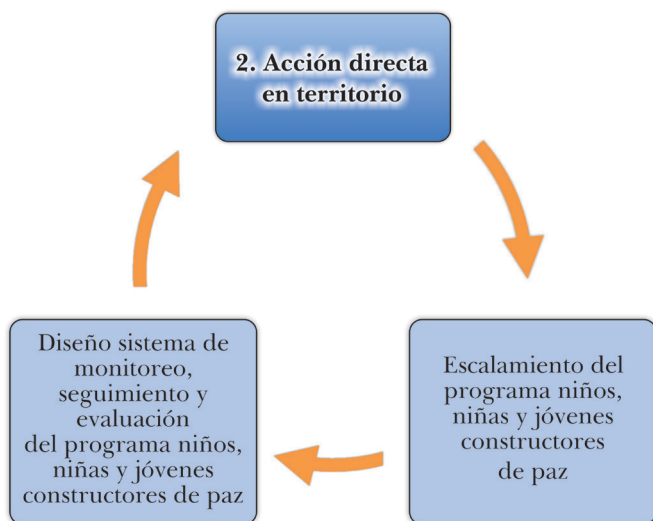 2. Acción directa
en territorio
Diseño sistema de
monitoreo,
seguimiento y
evaluación
del programa niños,
niñas y jóvenes
constructores de paz
Escalamiento del
programa niños,
niñas y jóvenes
constructores
de paz